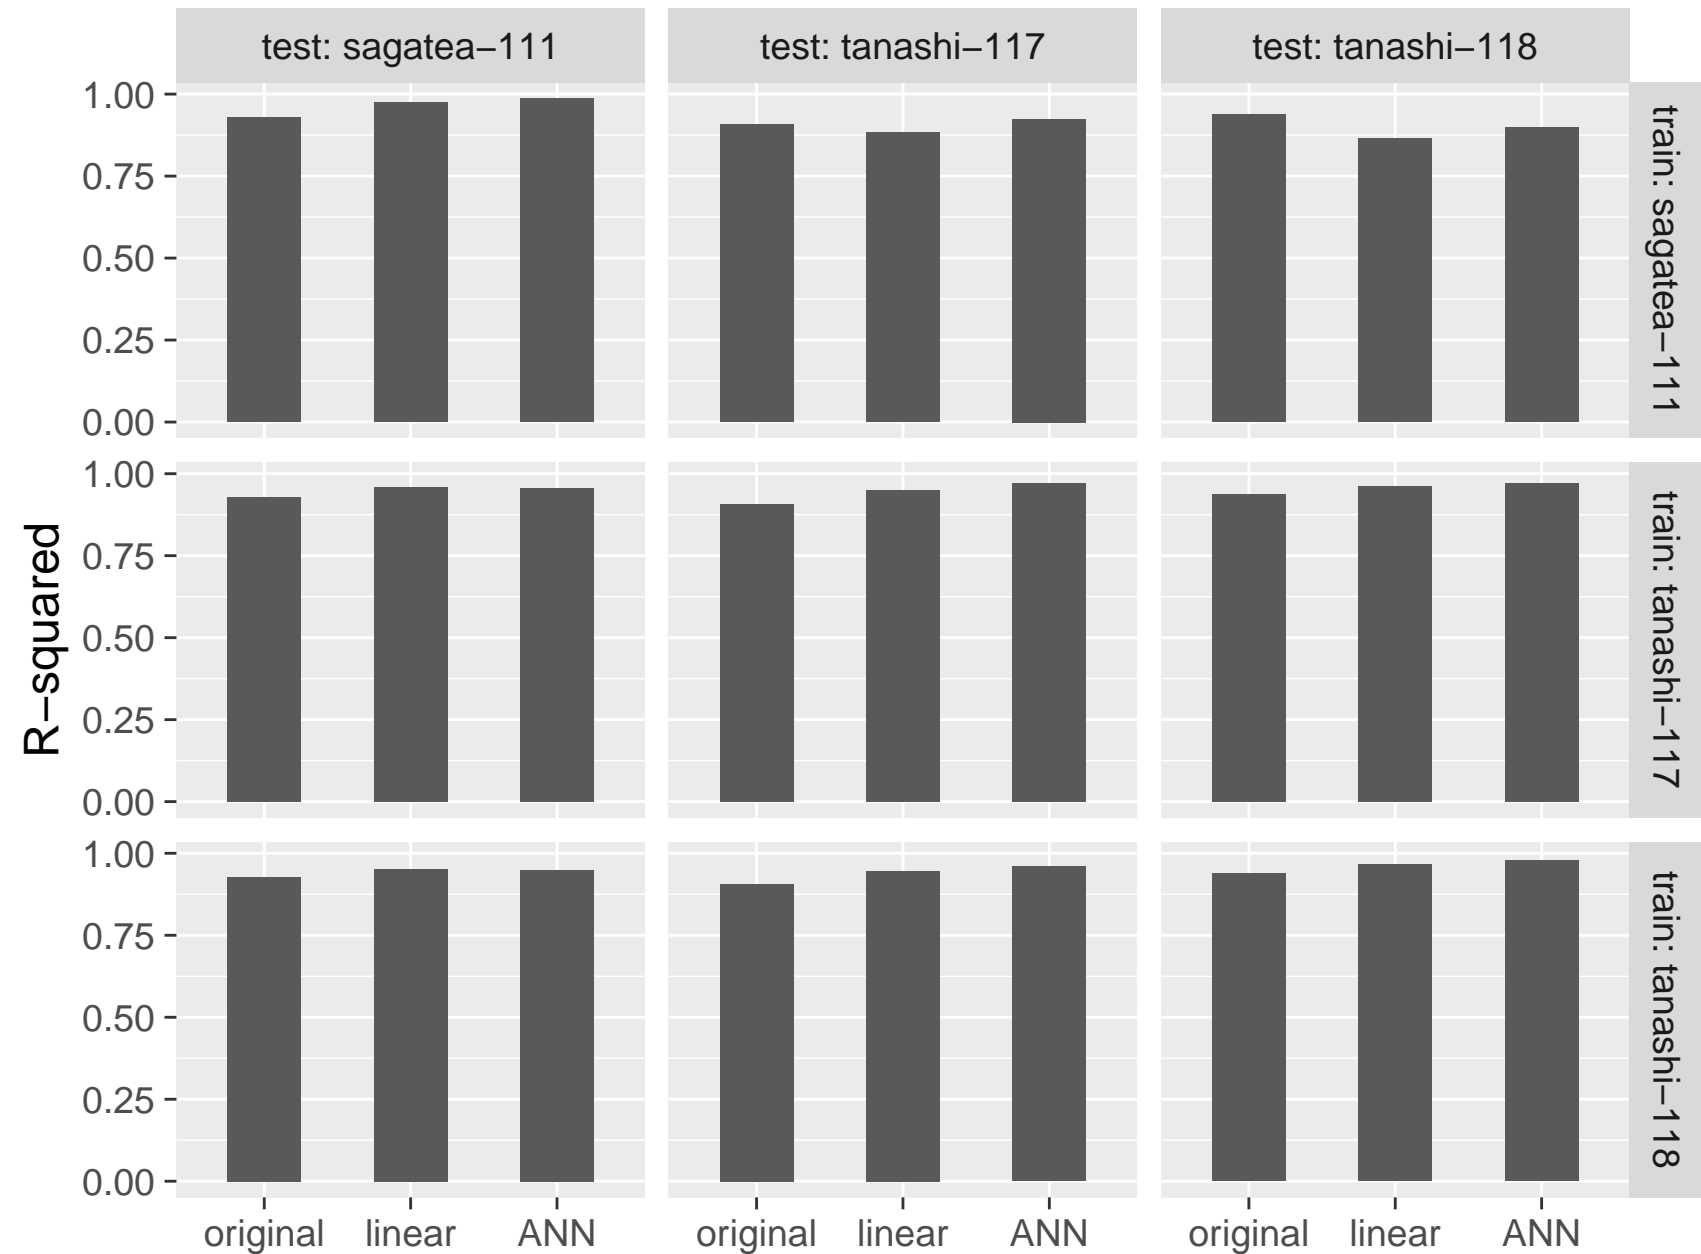 test: sagatea−111
test: tanashi−117
test: tanashi−118
1.00
0.75
0.50
0.25
0.00
train: sagatea−111
1.00
0.75
0.50
0.25
0.00
train: tanashi−117
1.00
0.75
0.50
0.25
0.00
train: tanashi−118
R−squared
original linear ANN
original linear ANN
original linear ANN